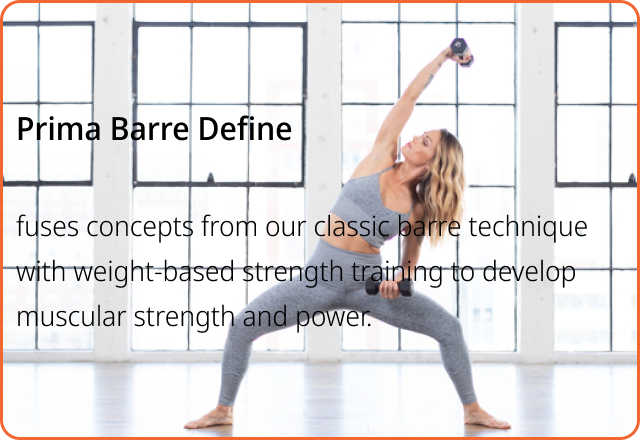 Prima Barre Define
fuses concepts from our classic barre technique
with weight-based strength training to develop
muscular strength and power.